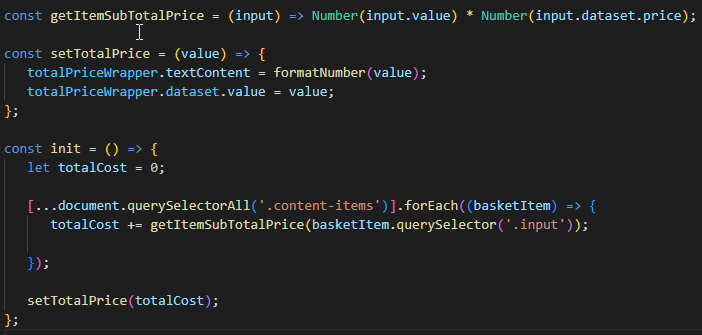 const getItemSubTotalPrice = (input) => Number(input.value) * Number(input.dataset.price);
const setTotalPrice = (value) => {
totalPriceWrapper.textContent = formatNumber(value);
totalPriceWrapper.dataset.value = value;
};
const init = () => {
let totalCost = 0;
[...document.querySelectorAll('.content-items')].forEach((basketItem) => {
totalCost += getItemSubTotalPrice(basketItem.querySelector('.input'));
});
setTotalPrice(totalCost);
};